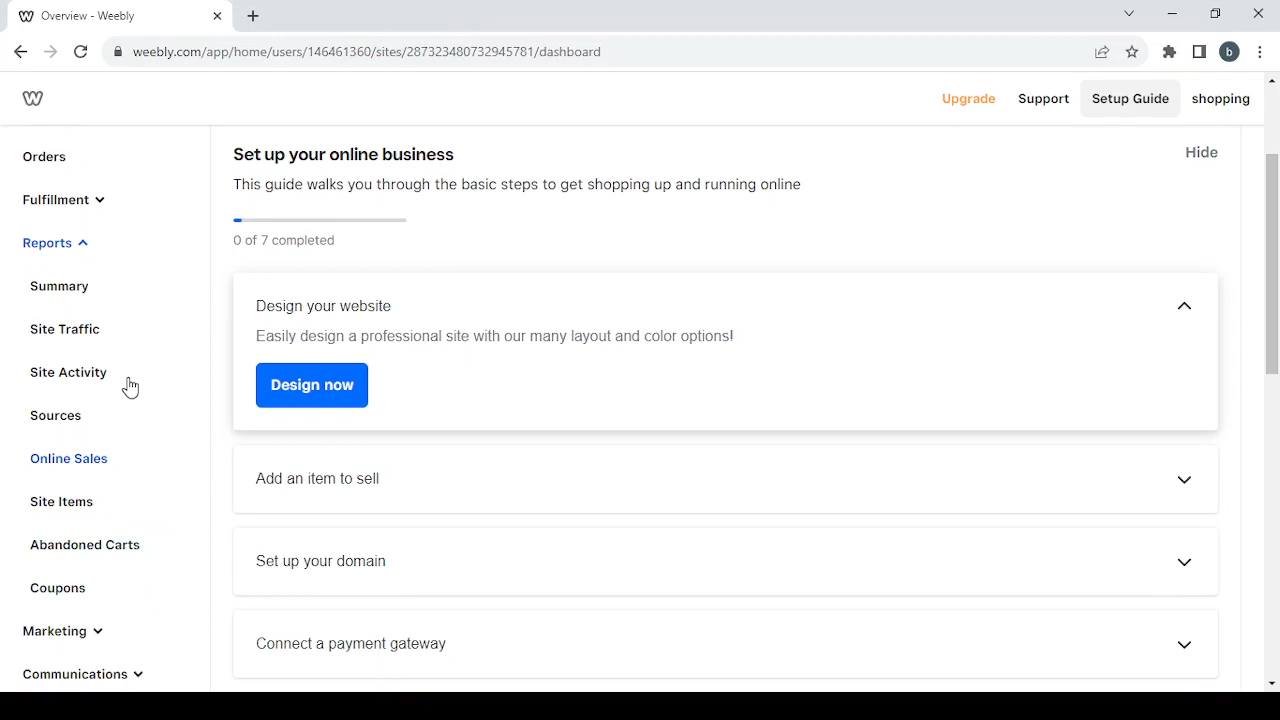 Overview - Weebly
weebly.com/app/home/users/146461360/sites/287323480732945781/dashboard
b
Upgrade Support Setup Guide shopping
Orders
Fulfillment
Reports
Summary
Site Traffic
Site Activity
Sources
Online Sales
Site Items
Abandoned Carts
Coupons
Marketing
Communications
Set up your online business
Hide
This guide walks you through the basic steps to get shopping up and running online
0 of 7 completed
Design your website
Easily design a professional site with our many layout and color options!
Design now
Add an item to sell
Set up your domain
Connect a payment gateway